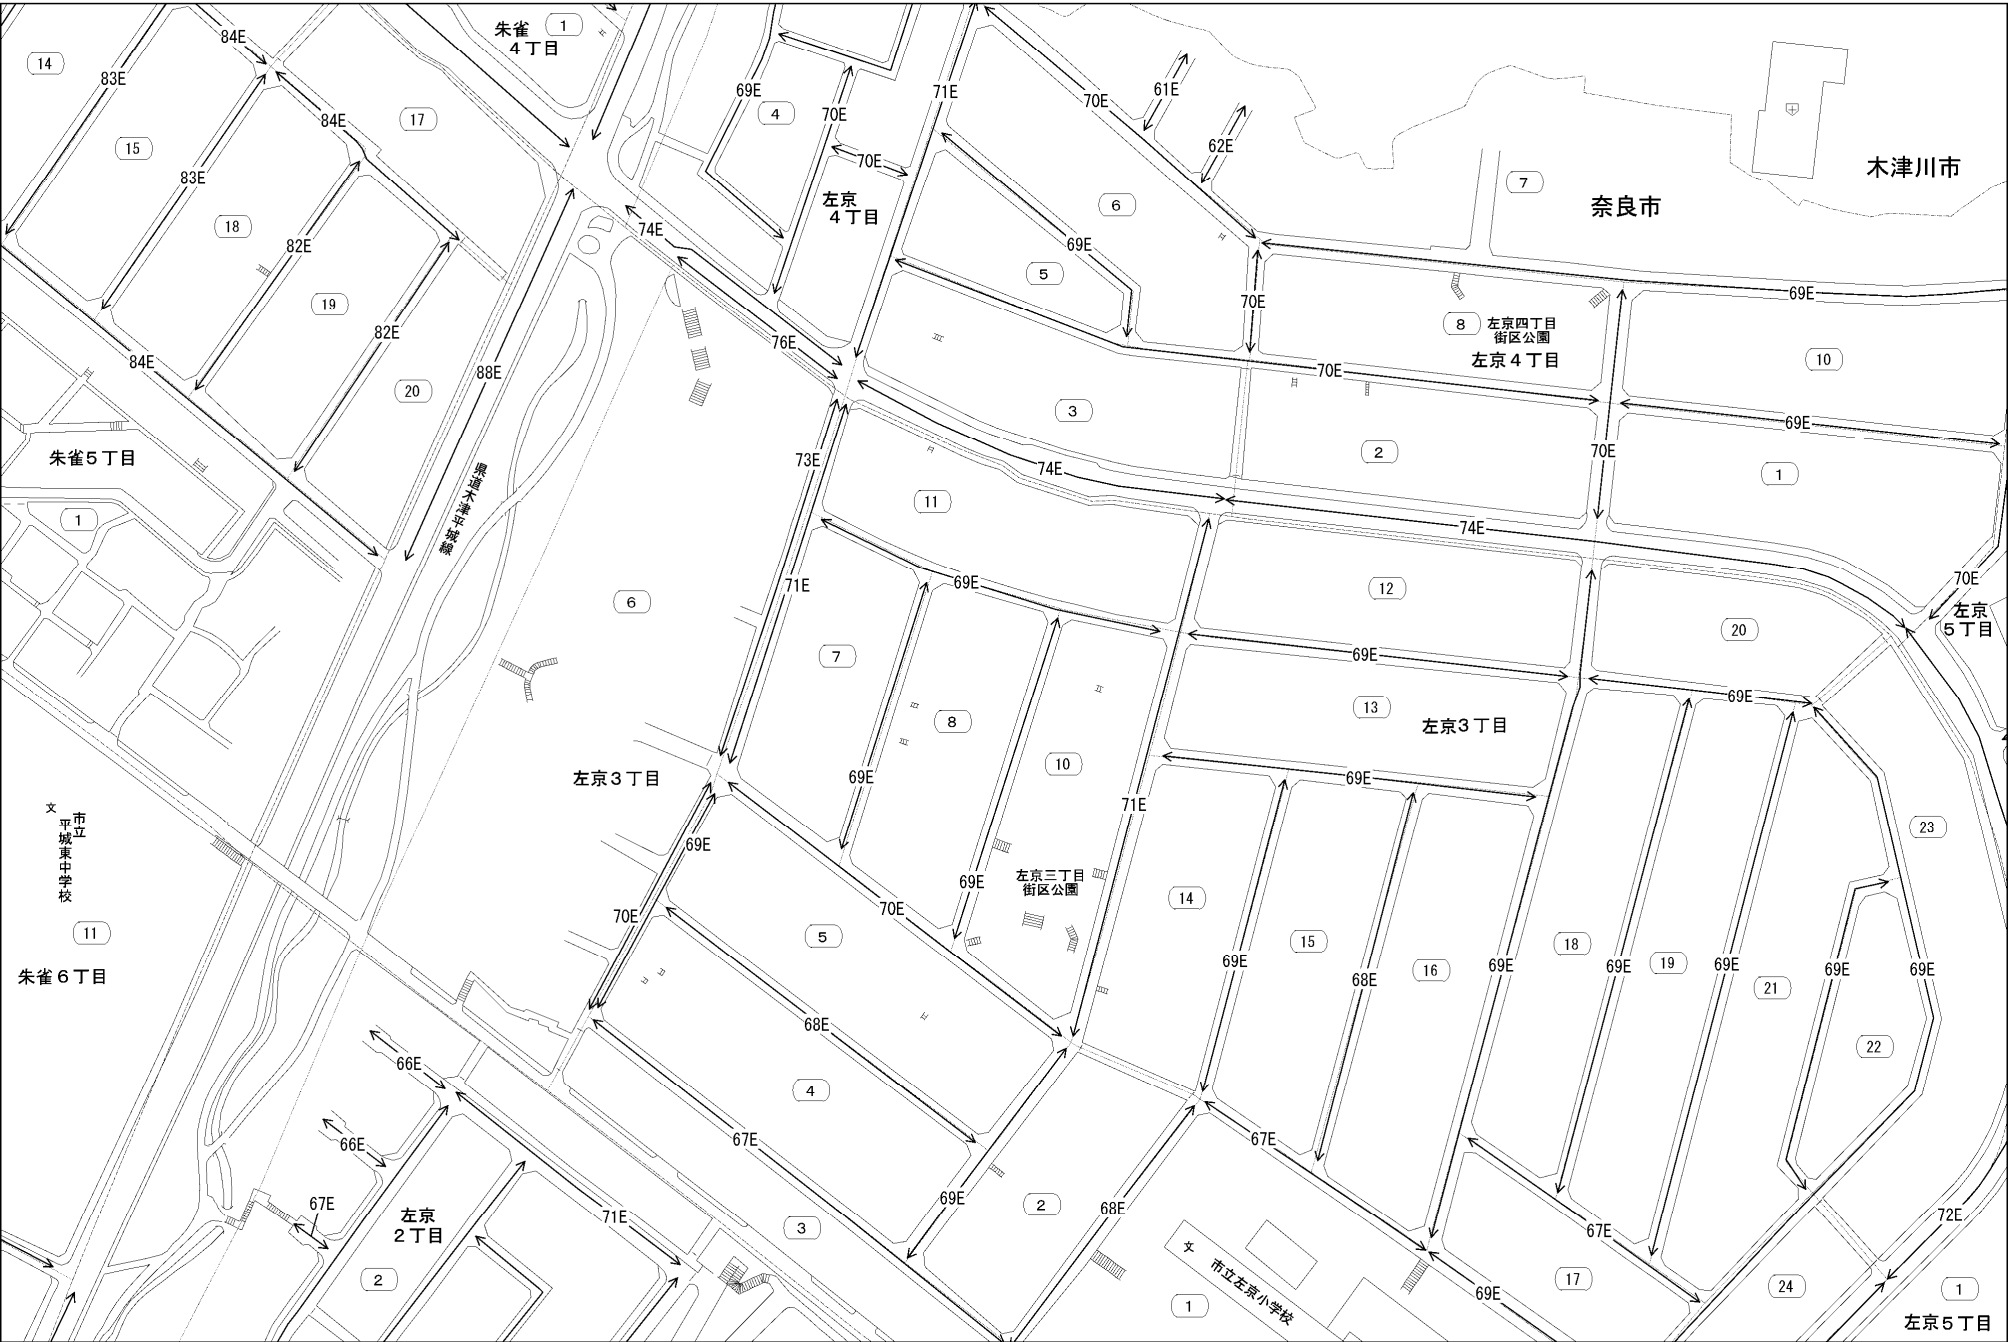 84E
朱雀
4丁目
1
14
83E
69E
71E
61E
木津川市
4
70E
70E
17
84E
62E
15
83E
70E
7
奈良市
左京
4丁目
6
18
74E
82E
69E
5
69E
70E
19
8
左京四丁目
街区公園
左京4丁目
10
82E
76E
84E
88E
70E
20
3
69E
2
70E
朱雀5丁目
73E
74E
1
県道木津平城線
11
1
74E
71E
69E
12
70E
6
左京
5丁目
20
7
69E
69E
8
13
左京3丁目
10
左京3丁目
69E
69E
71E
市立
平城東中学校
文
23
69E
左京三丁目
街区公園
69E
14
70E
70E
11
5
15
18
19
朱雀6丁目
69E
68E
16
69E
69E
69E
21
69E
69E
68E
22
66E
4
67E
67E
66E
69E
2
68E
67E
左京
2丁目
71E
3
67E
72E
2
文
市立左京小学校
17
24
1
69E
1
左京5丁目